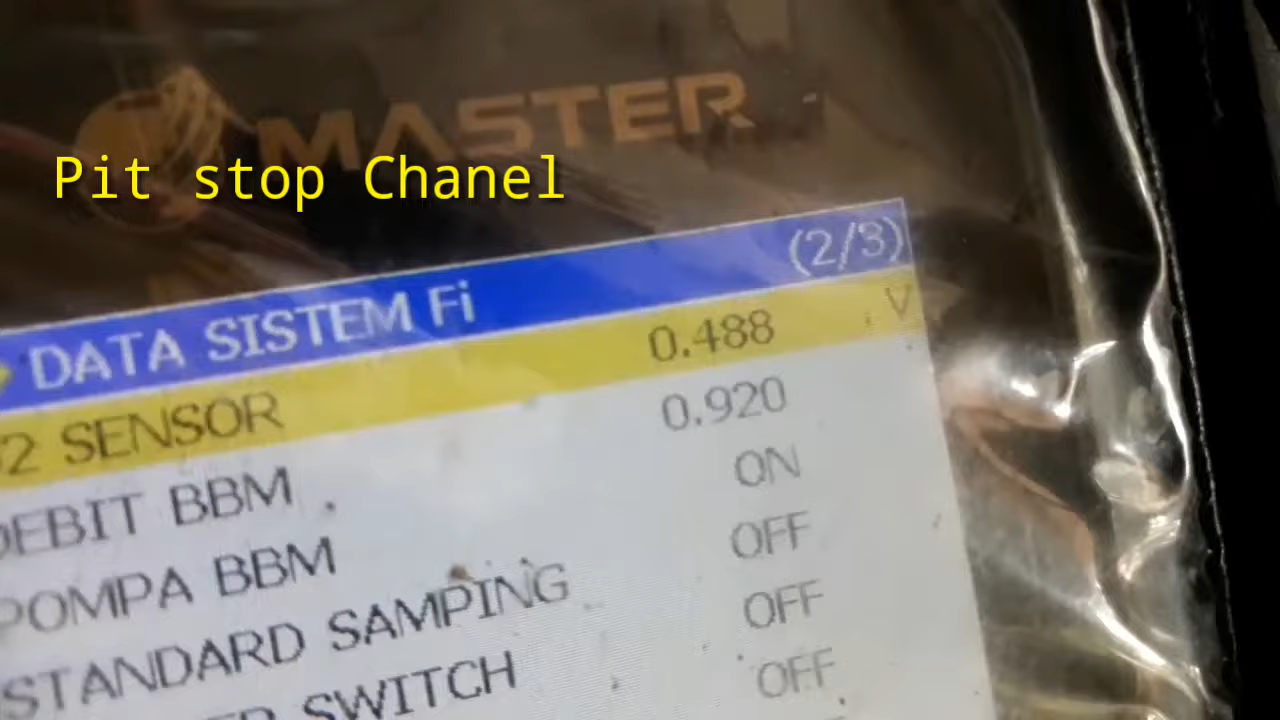 MASTER
Pit stop Chanel
DATA SISTEM Fi (2/3)
2 SENSOR 0.488 V
DEBIT BBM 0.920
POMPA BBM ON
STANDARD SAMPING OFF
SWITCH OFF
OFF